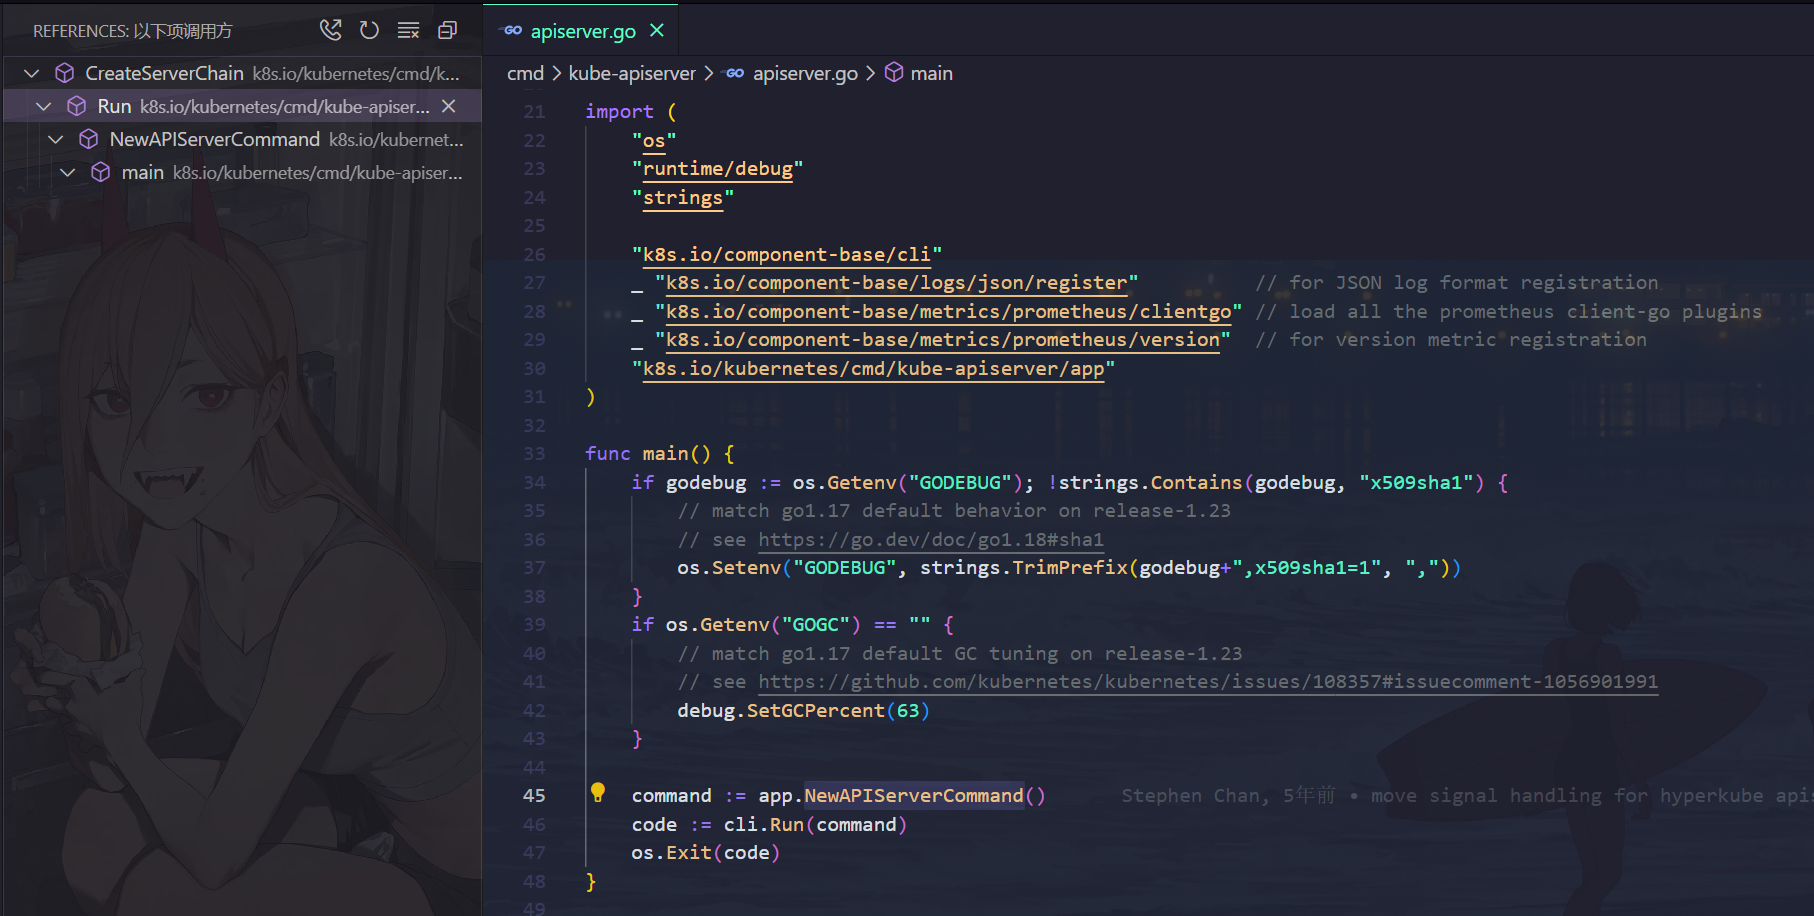 REFERENCES: 以下项调用方
CreateServerChain k8s.io/kubernetes/cmd/k...
Run k8s.io/kubernetes/cmd/kube-apiser...
NewAPIServerCommand k8s.io/kubernet...
main k8s.io/kubernetes/cmd/kube-apiser...
GO apiserver.go
cmd > kube-apiserver > GO apiserver.go > main
21 import (
22 "os"
23 "runtime/debug"
24 "strings"
25
26 "k8s.io/component-base/cli"
27 _ "k8s.io/component-base/logs/json/register" // for JSON log format registration
28 _ "k8s.io/component-base/metrics/prometheus/clientgo" // load all the prometheus client-go plugins
29 _ "k8s.io/component-base/metrics/prometheus/version" // for version metric registration
30 "k8s.io/kubernetes/cmd/kube-apiserver/app"
31 )
32
33 func main() {
34 if godebug := os.Getenv("GODEBUG"); !strings.Contains(godebug, "x509sha1") {
35 // match go1.17 default behavior on release-1.23
36 // see https://go.dev/doc/go1.18#sha1
37 os.Setenv("GODEBUG", strings.TrimPrefix(godebug+",x509sha1=1", ","))
38 }
39 if os.Getenv("GOGC") == "" {
40 // match go1.17 default GC tuning on release-1.23
41 // see https://github.com/kubernetes/kubernetes/issues/108357#issuecomment-1056901991
42 debug.SetGCPercent(63)
43 }
44
45 command := app.NewAPIServerCommand() Stephen Chan, 5年前 • move signal handling for hyperkube apis
46 code := cli.Run(command)
47 os.Exit(code)
48 }
49